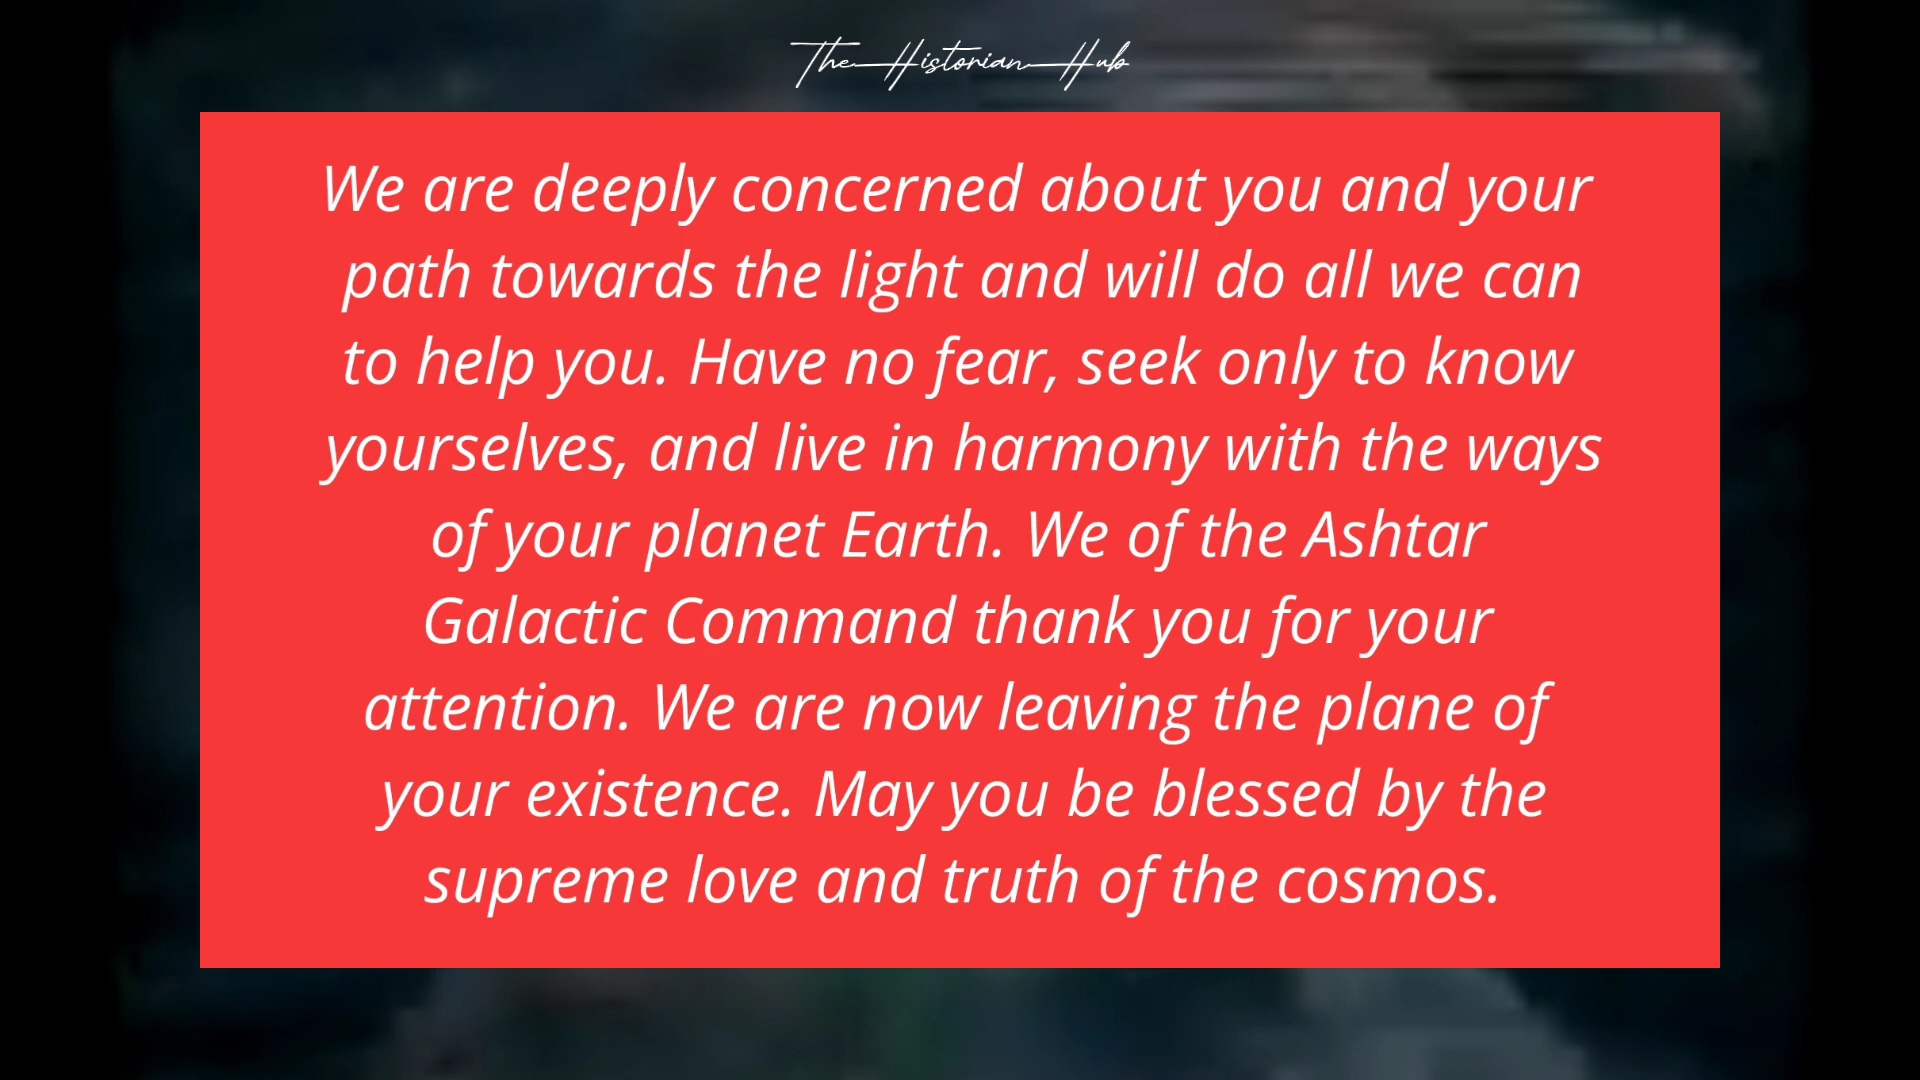 The Historian Hub
We are deeply concerned about you and your
path towards the light and will do all we can
to help you. Have no fear, seek only to know
yourselves, and live in harmony with the ways
of your planet Earth. We of the Ashtar
Galactic Command thank you for your
attention. We are now leaving the plane of
your existence. May you be blessed by the
supreme love and truth of the cosmos.